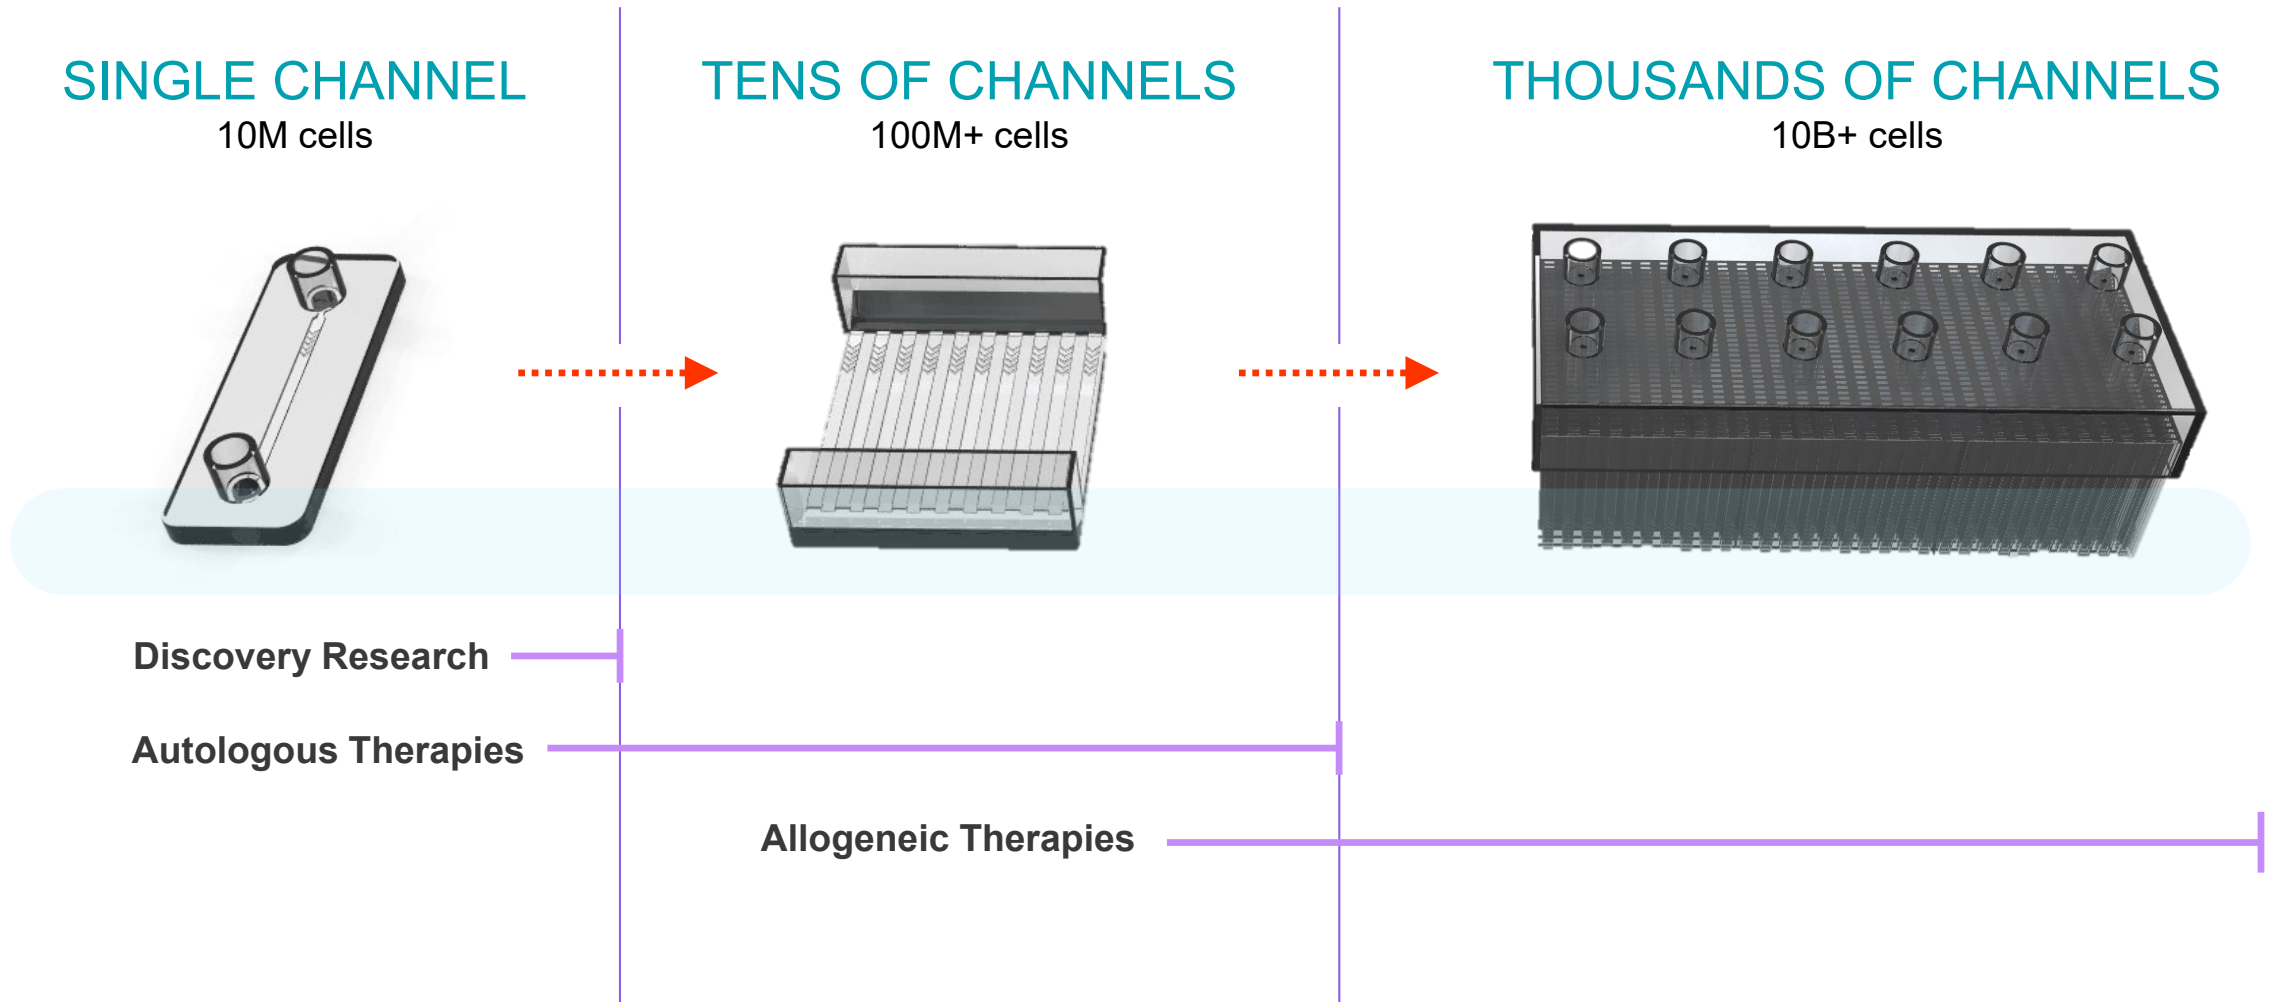 SINGLE CHANNEL
10M cells
TENS OF CHANNELS
100M+ cells
THOUSANDS OF CHANNELS
10B+ cells
Discovery Research
Autologous Therapies
Allogeneic Therapies